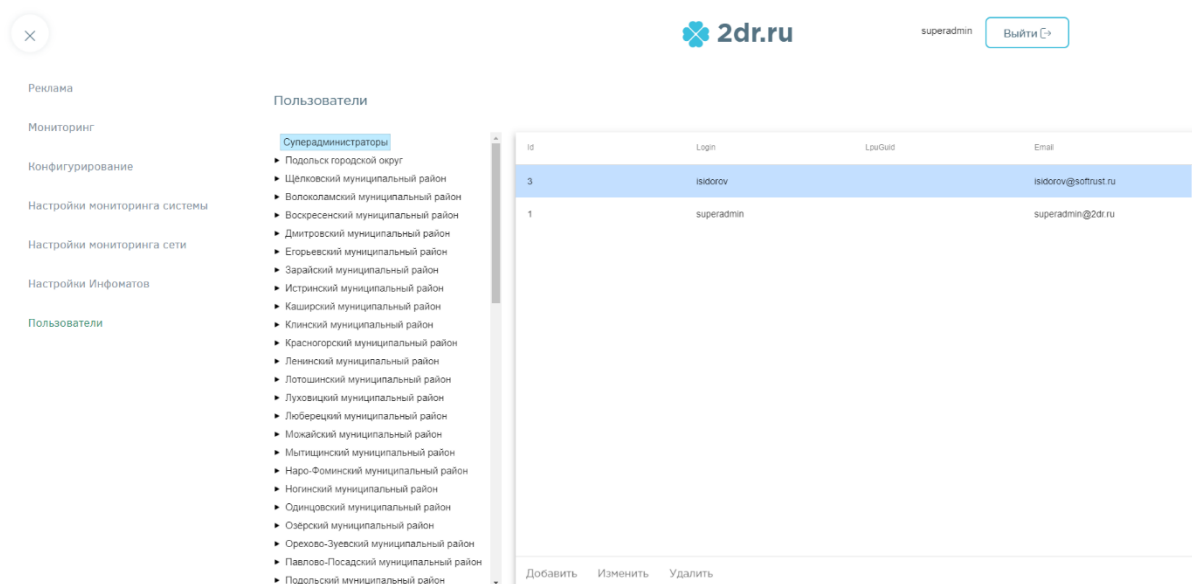 2dr.ru
superadmin
Выйти
Реклама
Мониторинг
Конфигурирование
Настройки мониторинга системы
Настройки мониторинга сети
Настройки Инфоматов
Пользователи
Пользователи
Суперадминистраторы
Подольск городской округ
Щёлковский муниципальный район
Волоколамский муниципальный район
Воскресенский муниципальный район
Дмитровский муниципальный район
Егорьевский муниципальный район
Зарайский муниципальный район
Истринский муниципальный район
Каширский муниципальный район
Клинский муниципальный район
Красногорский муниципальный район
Ленинский муниципальный район
Лотошинский муниципальный район
Луховицкий муниципальный район
Люберецкий муниципальный район
Можайский муниципальный район
Мытищинский муниципальный район
Наро-Фоминский муниципальный район
Ногинский муниципальный район
Одинцовский муниципальный район
Озёрский муниципальный район
Орехово-Зуевский муниципальный район
Павлово-Посадский муниципальный район
Подольский муниципальный район
Id Login LpuGuid Email
3 isidorov isidorov@softrust.ru
1 superadmin superadmin@2dr.ru
Добавить Изменить Удалить